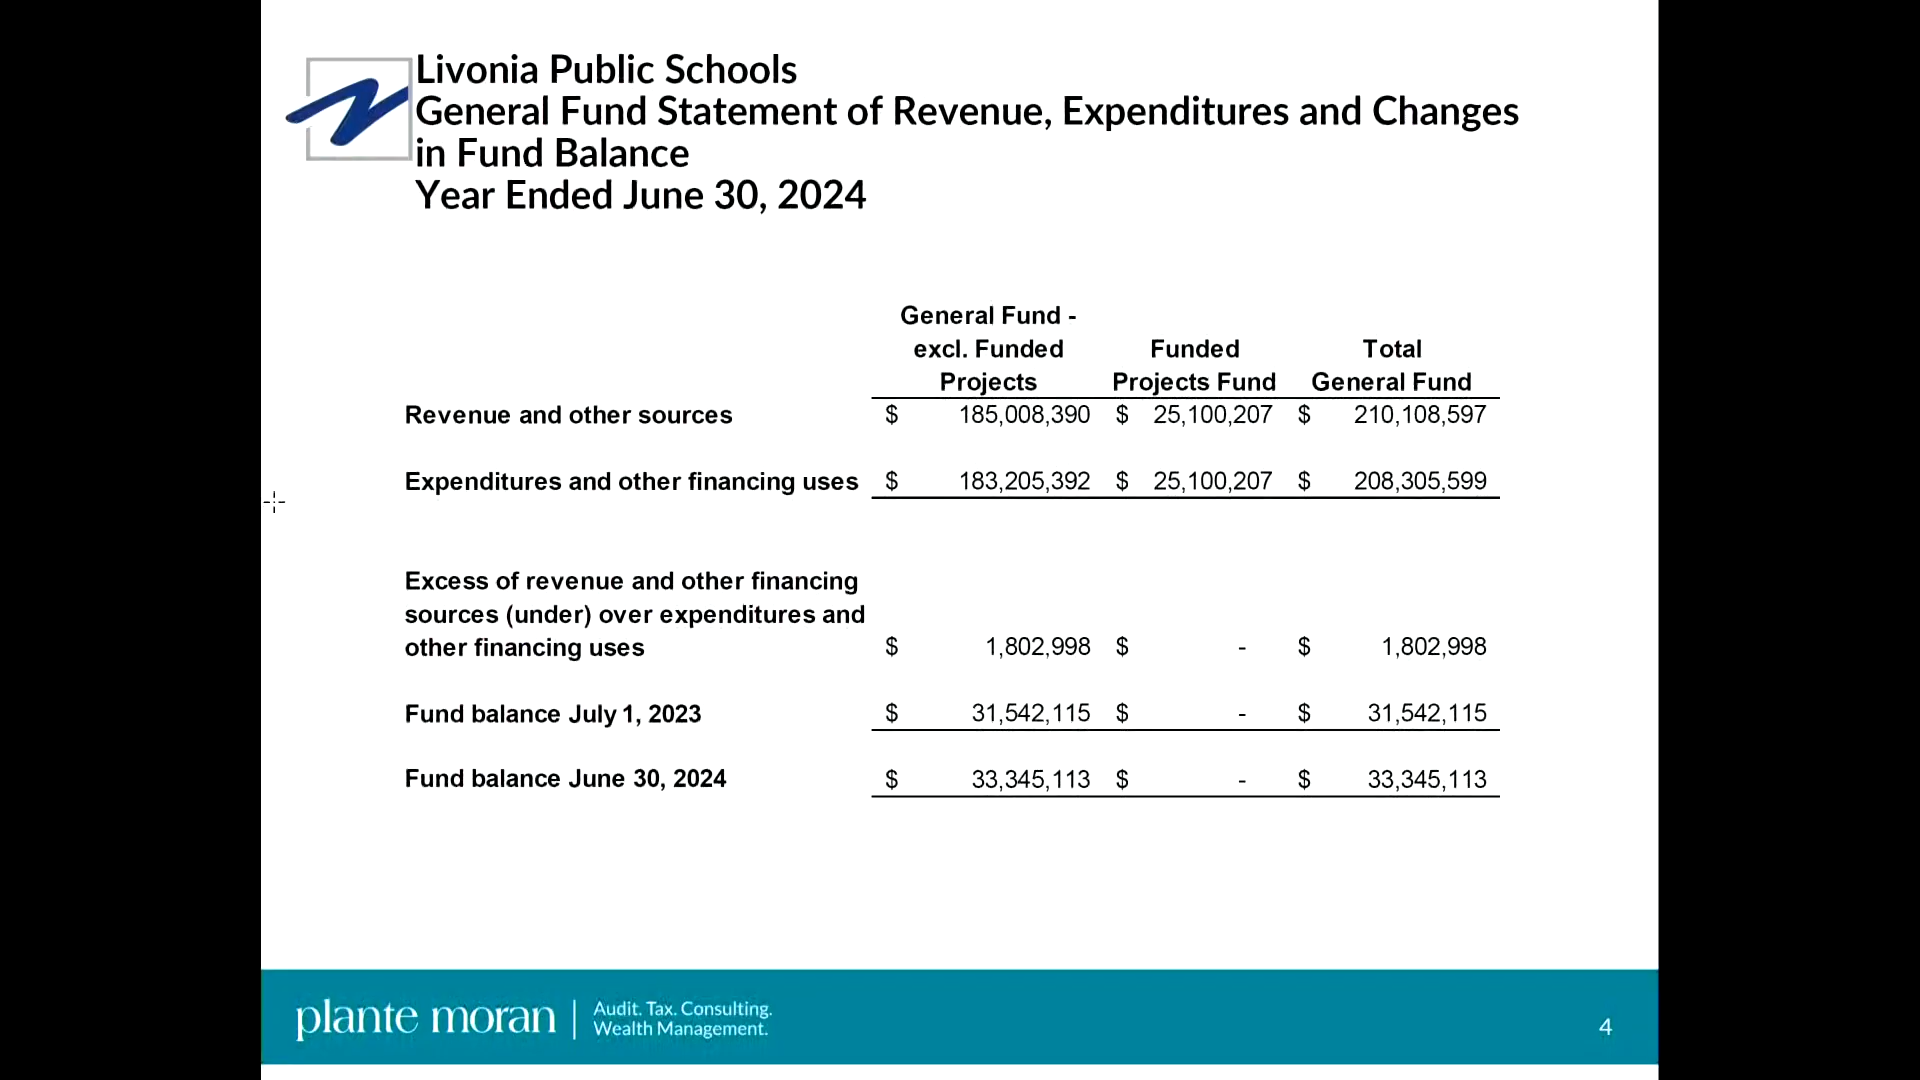 Livonia Public Schools
General Fund Statement of Revenue, Expenditures and Changes
in Fund Balance
Year Ended June 30, 2024
General Fund -
excl. Funded Funded Total
Projects Projects Fund General Fund
Revenue and other sources $ 185,008,390 $ 25,100,207 $ 210,108,597
Expenditures and other financing uses $ 183,205,392 $ 25,100,207 $ 208,305,599
Excess of revenue and other financing
sources (under) over expenditures and
other financing uses $ 1,802,998 $ - $ 1,802,998
Fund balance July 1, 2023 $ 31,542,115 $ - $ 31,542,115
Fund balance June 30, 2024 $ 33,345,113 $ - $ 33,345,113
plante moran | Audit. Tax. Consulting.
Wealth Management.
4